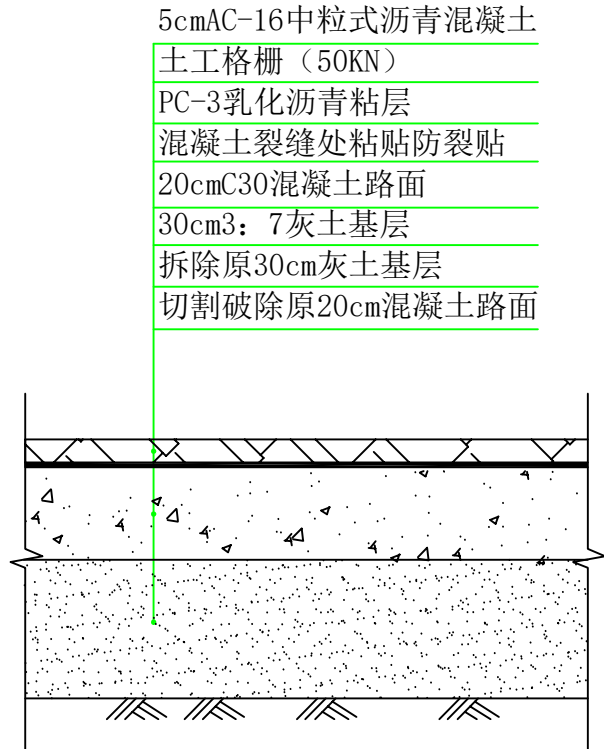 5cmAC-16中粒式沥青混凝土
土工格栅（50KN）
PC-3乳化沥青粘层
混凝土裂缝处粘贴防裂贴
20cmC30混凝土路面
30cm3：7灰土基层
拆除原30cm灰土基层
切割破除原20cm混凝土路面